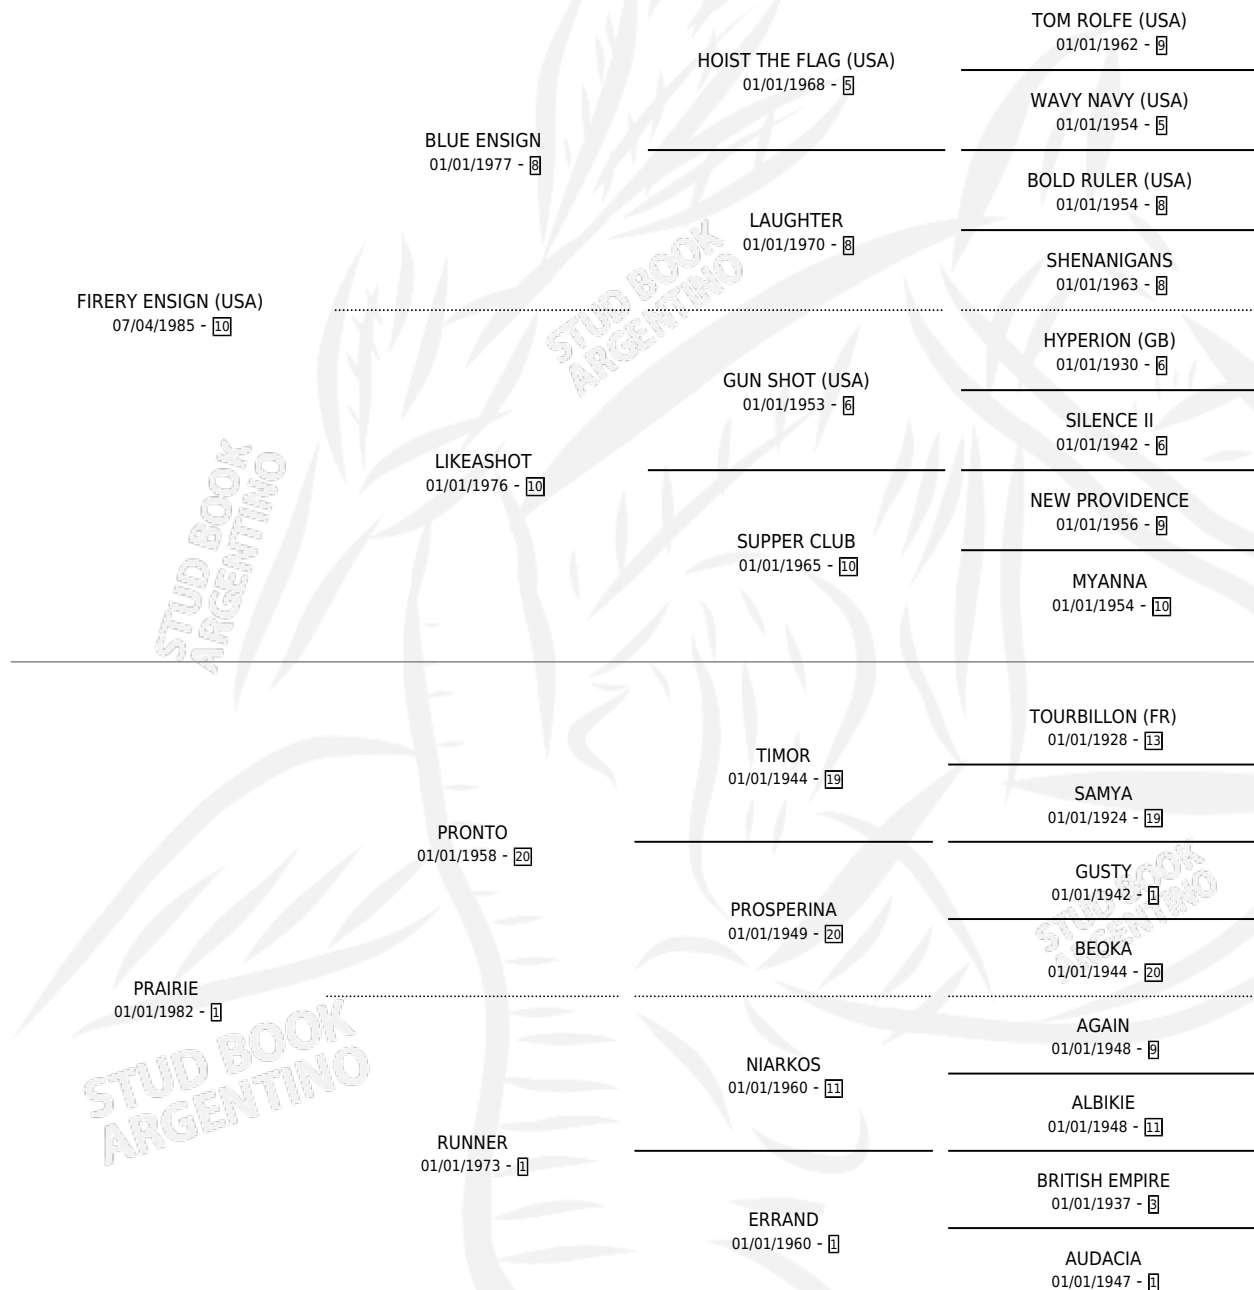 TOM ROLFE (USA)
01/01/1962 - 9
HOIST THE FLAG (USA)
01/01/1968 - 5
WAVY NAVY (USA)
01/01/1954 - 5
BLUE ENSIGN
01/01/1977 - 8
BOLD RULER (USA)
01/01/1954 - 8
LAUGHTER
01/01/1970 - 8
SHENANIGANS
01/01/1963 - 8
FIRERY ENSIGN (USA)
07/04/1985 - 10
HYPERION (GB)
01/01/1930 - 6
GUN SHOT (USA)
01/01/1953 - 6
SILENCE II
01/01/1942 - 6
LIKEASHOT
01/01/1976 - 10
NEW PROVIDENCE
01/01/1956 - 9
SUPPER CLUB
01/01/1965 - 10
MYANNA
01/01/1954 - 10
TOURBILLON (FR)
01/01/1928 - 13
TIMOR
01/01/1944 - 19
SAMYA
01/01/1924 - 19
PRONTO
01/01/1958 - 20
GUSTY
01/01/1942 - 1
PROSPERINA
01/01/1949 - 20
BEOKA
01/01/1944 - 20
PRAIRIE
01/01/1982 - 1
AGAIN
01/01/1948 - 9
NIARKOS
01/01/1960 - 11
ALBIKIE
01/01/1948 - 11
RUNNER
01/01/1973 - 1
BRITISH EMPIRE
01/01/1937 - 3
ERRAND
01/01/1960 - 1
AUDACIA
01/01/1947 - 1
STUD BOOK
ARGENTINO
STUD BOOK
ARGENTINO
STUD BOOK
ARGENTINO
STUD BOOK
ARGENTINO